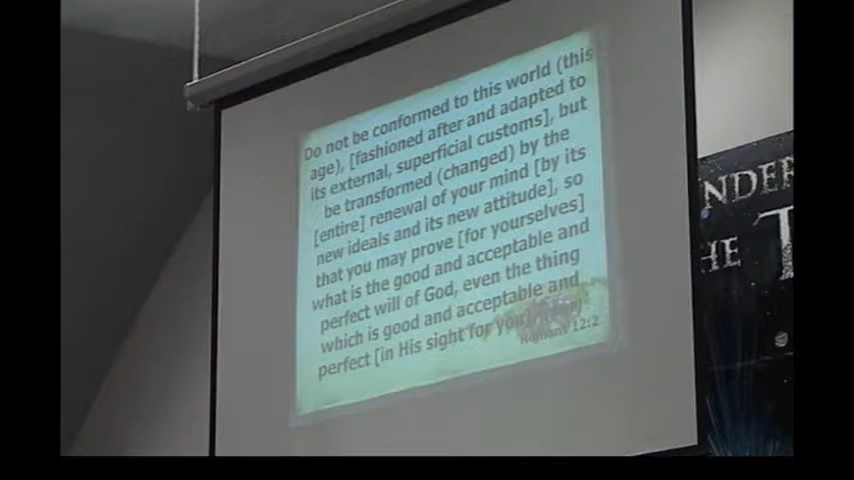 Do not be conformed to this world (this
age), [fashioned after and adapted to
its external, superficial customs], but
be transformed (changed) by the
[entire] renewal of your mind [by its
new ideals and its new attitude], so
that you may prove [for yourselves]
what is the good and acceptable and
perfect will of God, even the thing
which is good and acceptable and
perfect [in His sight for you].
Romans 12:2
NDER
THE T